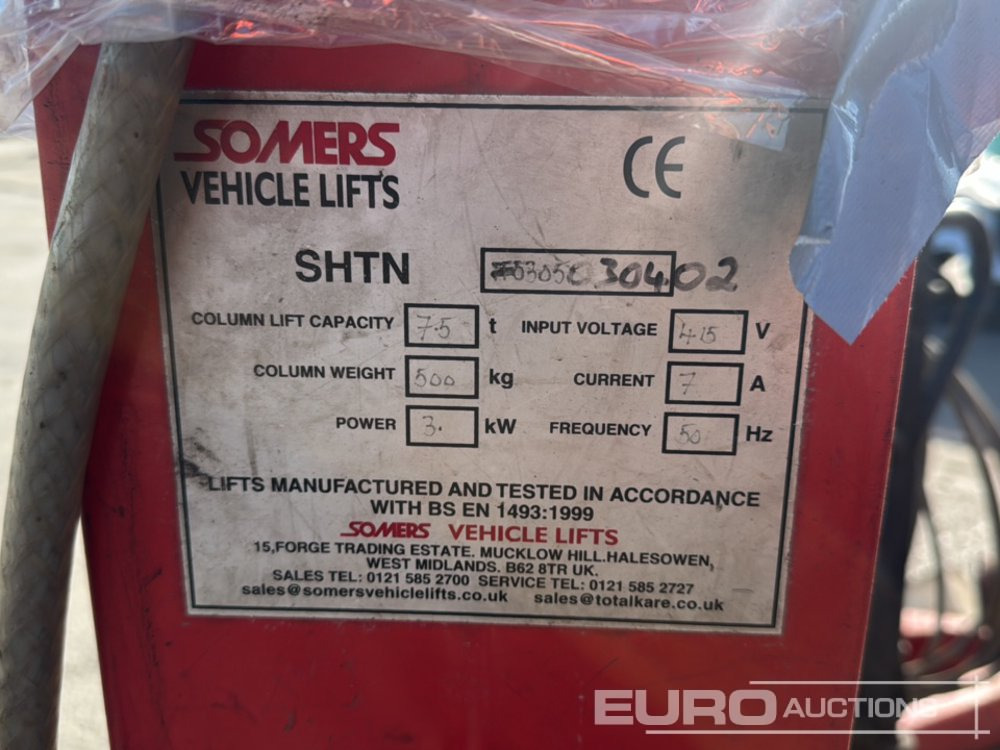 SOMERS
VEHICLE LIFTS
CE
SHTN 030402
COLUMN LIFT CAPACITY 7.5 t INPUT VOLTAGE 415 V
COLUMN WEIGHT 500 kg CURRENT 7 A
POWER 3. kW FREQUENCY 50 Hz
LIFTS MANUFACTURED AND TESTED IN ACCORDANCE
WITH BS EN 1493:1999
SOMERS VEHICLE LIFTS
15,FORGE TRADING ESTATE. MUCKLOW HILL.HALESOWEN,
WEST MIDLANDS. B62 8TR UK.
SALES TEL: 0121 585 2700 SERVICE TEL: 0121 585 2727
sales@somersvehiclelifts.co.uk sales@totalkare.co.uk
EURO AUCTIONS